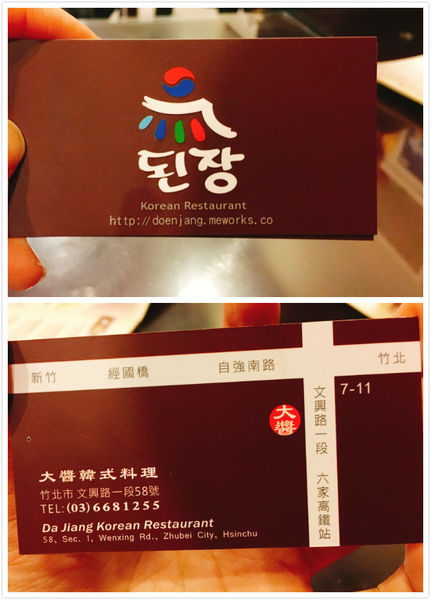 된장
Korean Restaurant
http://doenjang.meworks.co
新竹
經國橋
自強南路
竹北
7-11
文興路一段
六家高鐵站
大醬
大醬韓式料理
竹北市文興路一段58號
TEL:(03)6681255
Da Jiang Korean Restaurant
58, Sec. 1, Wenxing Rd., Zhubei City, Hsinchu